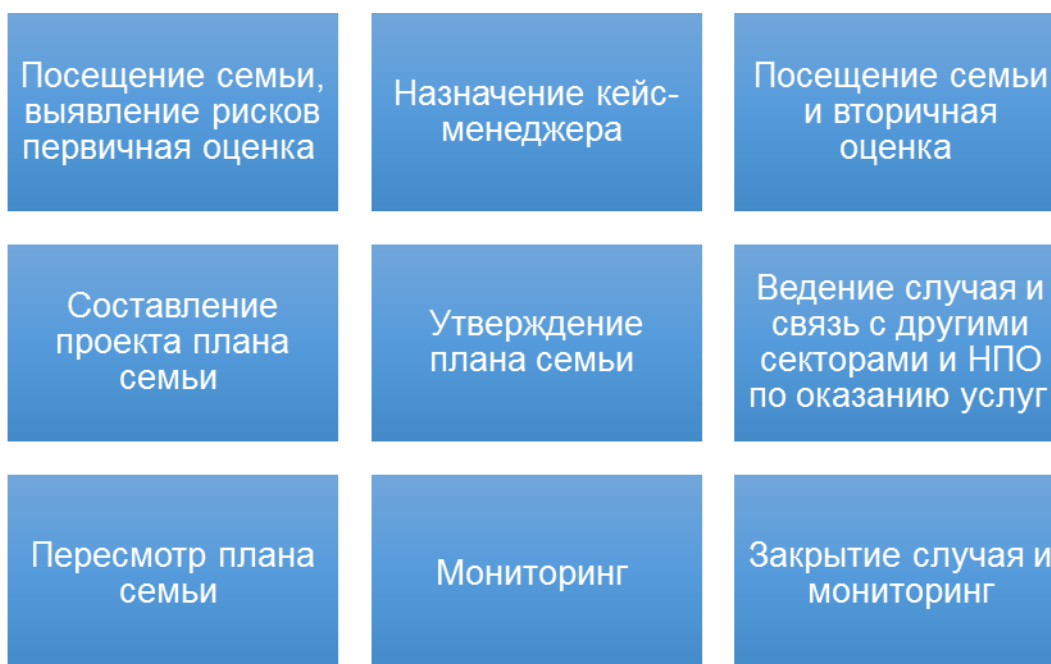 Посещение семьи,
выявление рисков
первичная оценка
Назначение кейс-
менеджера
Посещение семьи
и вторичная
оценка
Составление
проекта плана
семьи
Утверждение
плана семьи
Ведение случая и
связь с другими
секторами и НПО
по оказанию услуг
Пересмотр плана
семьи
Мониторинг
Закрытие случая и
мониторинг